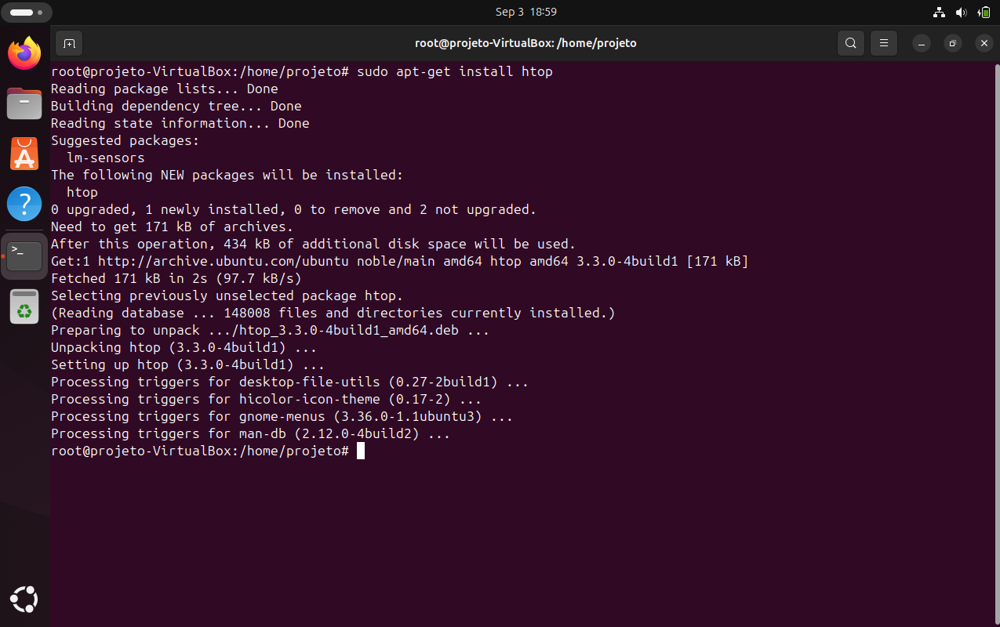 Sep 3 18:59
root@projeto-VirtualBox: /home/projeto
root@projeto-VirtualBox:/home/projeto# sudo apt-get install htop
Reading package lists... Done
Building dependency tree... Done
Reading state information... Done
Suggested packages:
  lm-sensors
The following NEW packages will be installed:
  htop
0 upgraded, 1 newly installed, 0 to remove and 2 not upgraded.
Need to get 171 kB of archives.
After this operation, 434 kB of additional disk space will be used.
Get:1 http://archive.ubuntu.com/ubuntu noble/main amd64 htop amd64 3.3.0-4build1 [171 kB]
Fetched 171 kB in 2s (97.7 kB/s)
Selecting previously unselected package htop.
(Reading database ... 148008 files and directories currently installed.)
Preparing to unpack .../htop_3.3.0-4build1_amd64.deb ...
Unpacking htop (3.3.0-4build1) ...
Setting up htop (3.3.0-4build1) ...
Processing triggers for desktop-file-utils (0.27-2build1) ...
Processing triggers for hicolor-icon-theme (0.17-2) ...
Processing triggers for gnome-menus (3.36.0-1.1ubuntu3) ...
Processing triggers for man-db (2.12.0-4build2) ...
root@projeto-VirtualBox:/home/projeto#